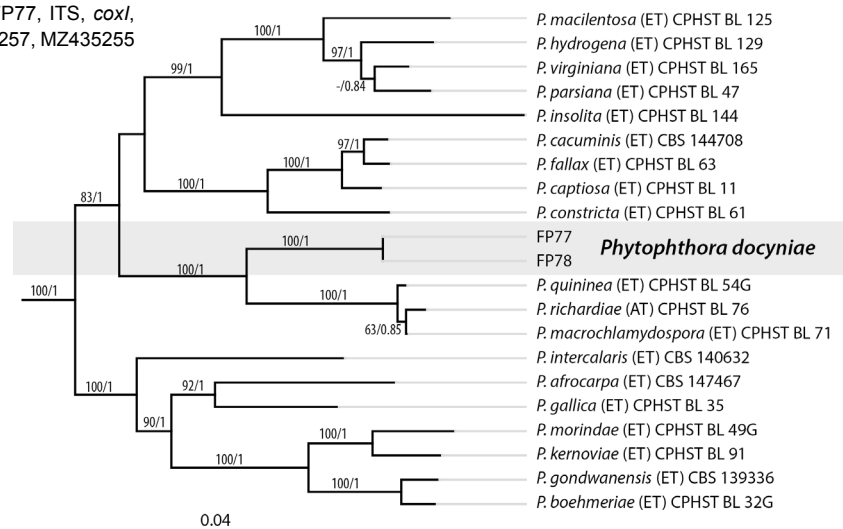 FP77, ITS, coxI,
257, MZ435255
100/1
P. macilentosa (ET) CPHST BL 125
97/1
P. hydrogena (ET) CPHST BL 129
99/1
P. virginiana (ET) CPHST BL 165
-/0.84
P. parsiana (ET) CPHST BL 47
P. insolita (ET) CPHST BL 144
97/1
P. cacuminis (ET) CBS 144708
100/1
P. fallax (ET) CPHST BL 63
100/1
P. captiosa (ET) CPHST BL 11
83/1
P. constricta (ET) CPHST BL 61
100/1
FP77
Phytophthora docyniae
100/1
FP78
100/1
P. quininea (ET) CPHST BL 54G
100/1
P. richardiae (AT) CPHST BL 76
63/0.85
P. macrochlamydospora (ET) CPHST BL 71
P. intercalaris (ET) CBS 140632
100/1
92/1
P. afrocarpa (ET) CBS 147467
P. gallica (ET) CPHST BL 35
90/1
100/1
P. morindae (ET) CPHST BL 49G
100/1
P. kernoviae (ET) CPHST BL 91
100/1
P. gondwanensis (ET) CBS 139336
P. boehmeriae (ET) CPHST BL 32G
0.04